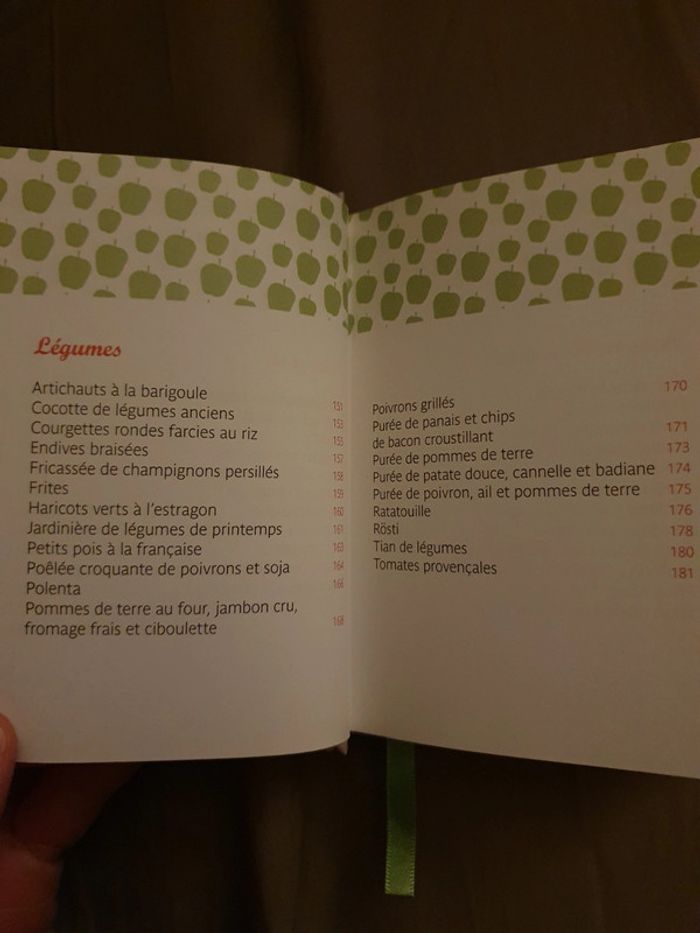 Légumes
Artichauts à la barigoule 151
Cocotte de légumes anciens 153
Courgettes rondes farcies au riz 155
Endives braisées 157
Fricassée de champignons persillés 158
Frites 159
Haricots verts à l'estragon 160
Jardinière de légumes de printemps 161
Petits pois à la française 163
Poêlée croquante de poivrons et soja 164
Polenta 166
Pommes de terre au four, jambon cru,
fromage frais et ciboulette 168
Poivrons grillés 170
Purée de panais et chips
de bacon croustillant 171
Purée de pommes de terre 173
Purée de patate douce, cannelle et badiane 174
Purée de poivron, ail et pommes de terre 175
Ratatouille 176
Rösti 178
Tian de légumes 180
Tomates provençales 181